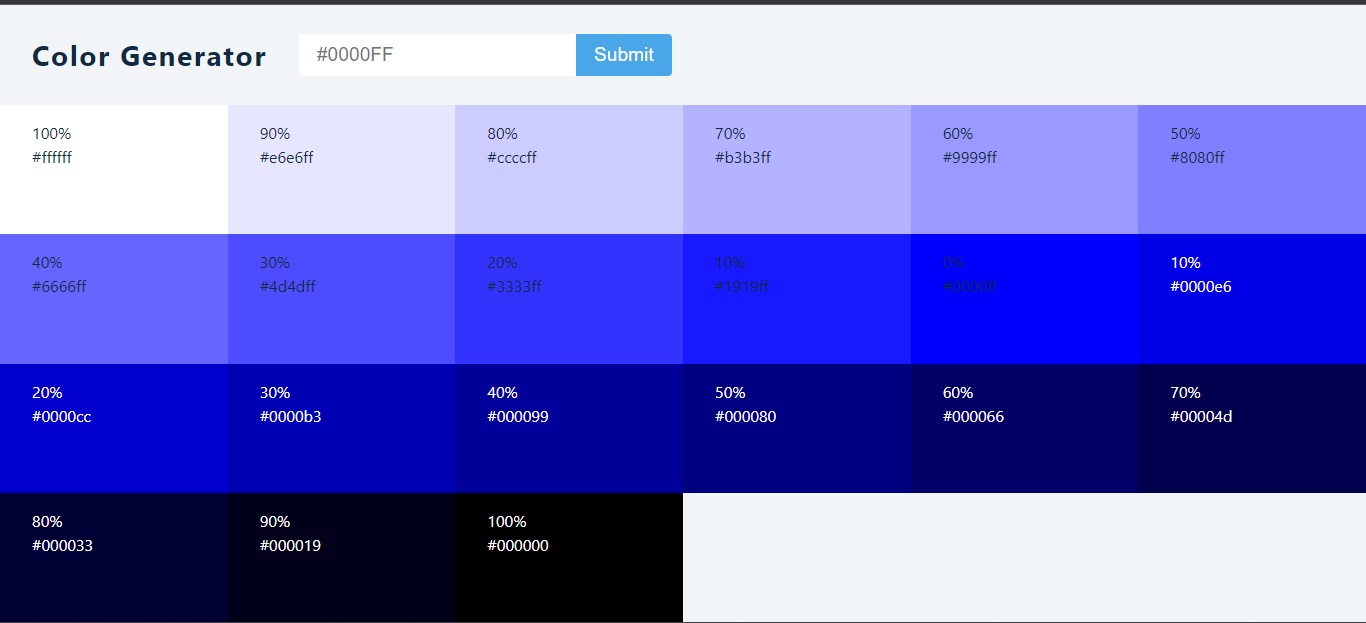 Color Generator
#0000FF
Submit
100%
#ffffff
90%
#e6e6ff
80%
#ccccff
70%
#b3b3ff
60%
#9999ff
50%
#8080ff
40%
#6666ff
30%
#4d4dff
20%
#3333ff
10%
#1919ff
0%
#0000ff
10%
#0000e6
20%
#0000cc
30%
#0000b3
40%
#000099
50%
#000080
60%
#000066
70%
#00004d
80%
#000033
90%
#000019
100%
#000000